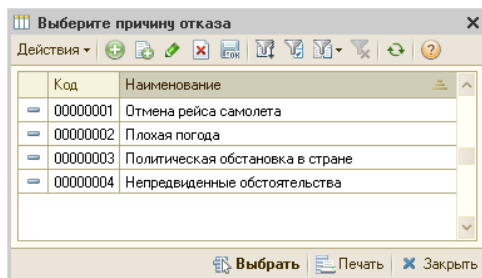 Выберите причину отказа
Действия
Код Наименование
00000001 Отмена рейса самолета
00000002 Плохая погода
00000003 Политическая обстановка в стране
00000004 Непредвиденные обстоятельства
Выбрать Печать Закрыть